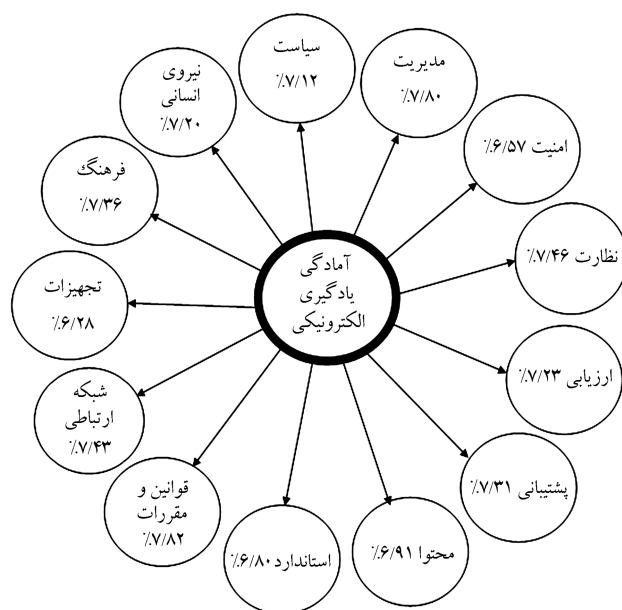 آمادگی
یادگیری
الکترونیکی
سیاست
٪۷/۱۲
مدیریت
٪۷/۸۰
امنیت ٪۶/۵۷
نظارت ٪۷/۴۶
ارزیابی ٪۷/۲۳
پشتیبانی ٪۷/۳۱
محتوا ٪۶/۹۱
استاندارد ٪۶/۸۰
قوانین و
مقررات
٪۷/۸۲
شبکه
ارتباطی
٪۷/۴۳
تجهیزات
٪۶/۲۸
فرهنگ
٪۷/۳۶
نیروی
انسانی
٪۷/۲۰